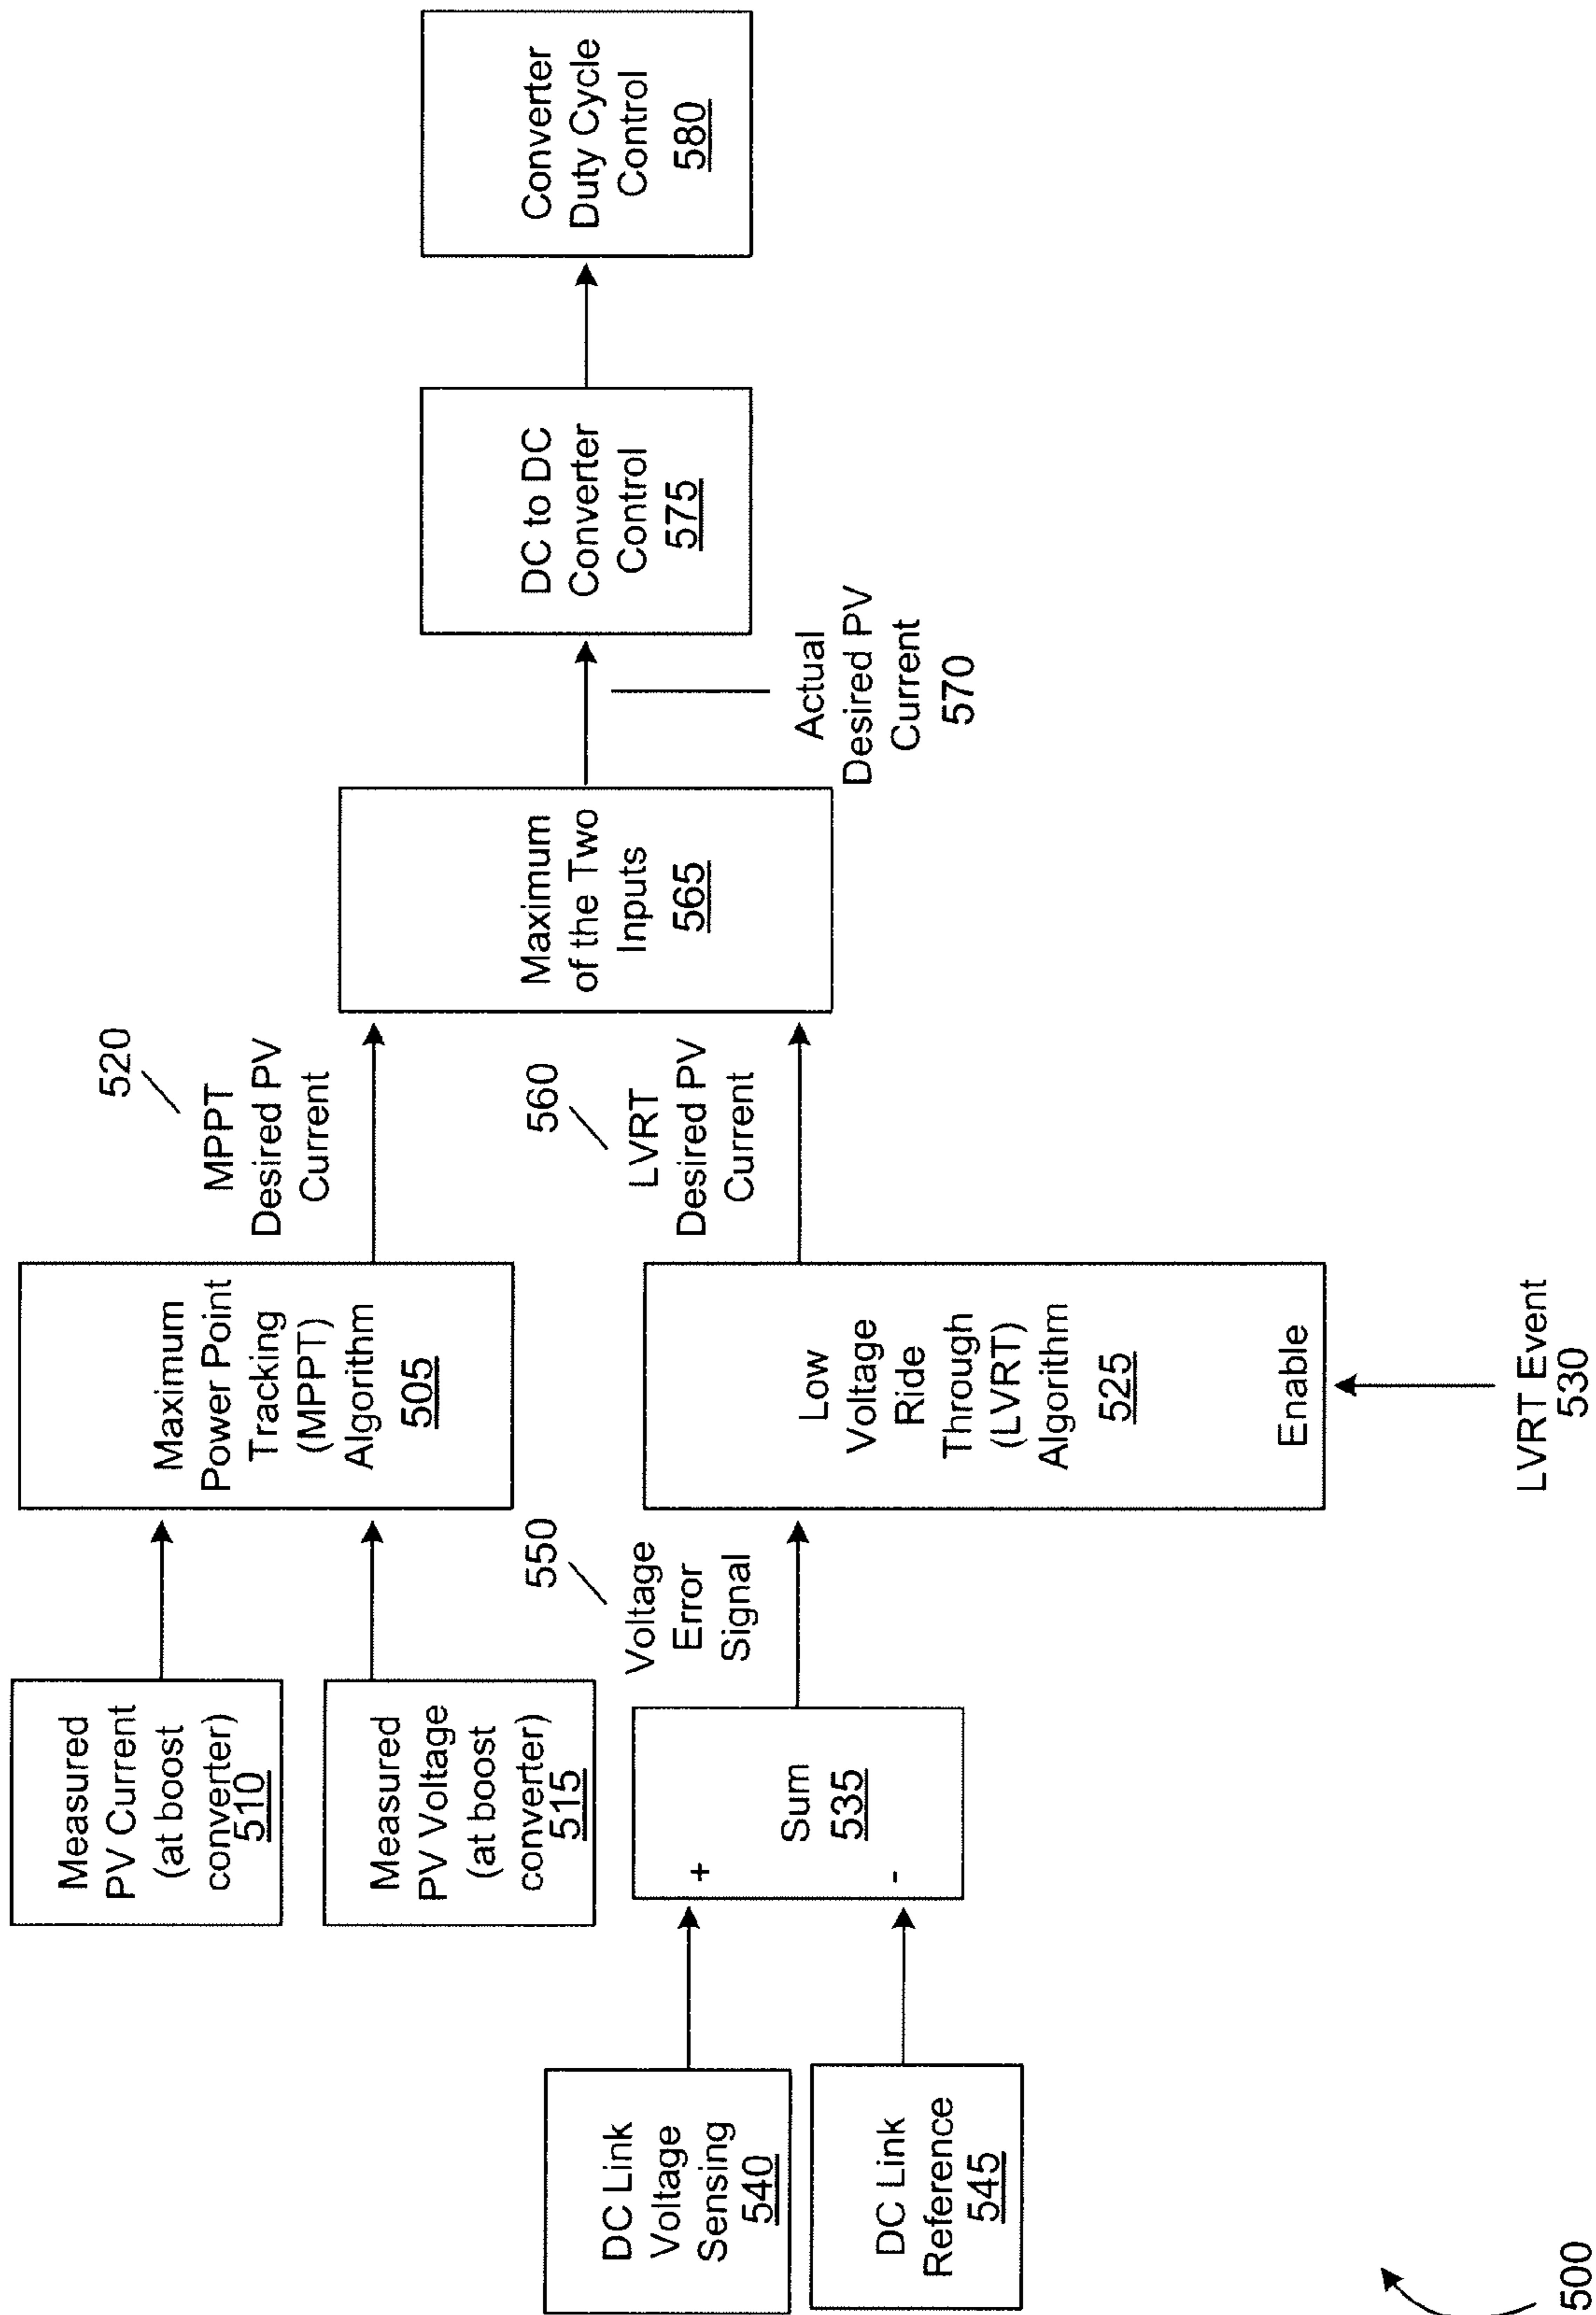 Measured
PV Current
(at boost
converter)
510
Measured
PV Voltage
(at boost
converter)
515
Maximum
Power Point
Tracking
(MPPT)
Algorithm
505
520
MPPT
Desired PV
Current
DC Link
Voltage
Sensing
540
DC Link
Reference
545
+
-
Sum
535
550
Voltage
Error
Signal
Low
Voltage
Ride
Through
(LVRT)
Algorithm
525
Enable
LVRT Event
530
560
LVRT
Desired PV
Current
Maximum
of the Two
Inputs
565
Actual
Desired PV
Current
570
DC to DC
Converter
Control
575
Converter
Duty Cycle
Control
580
500